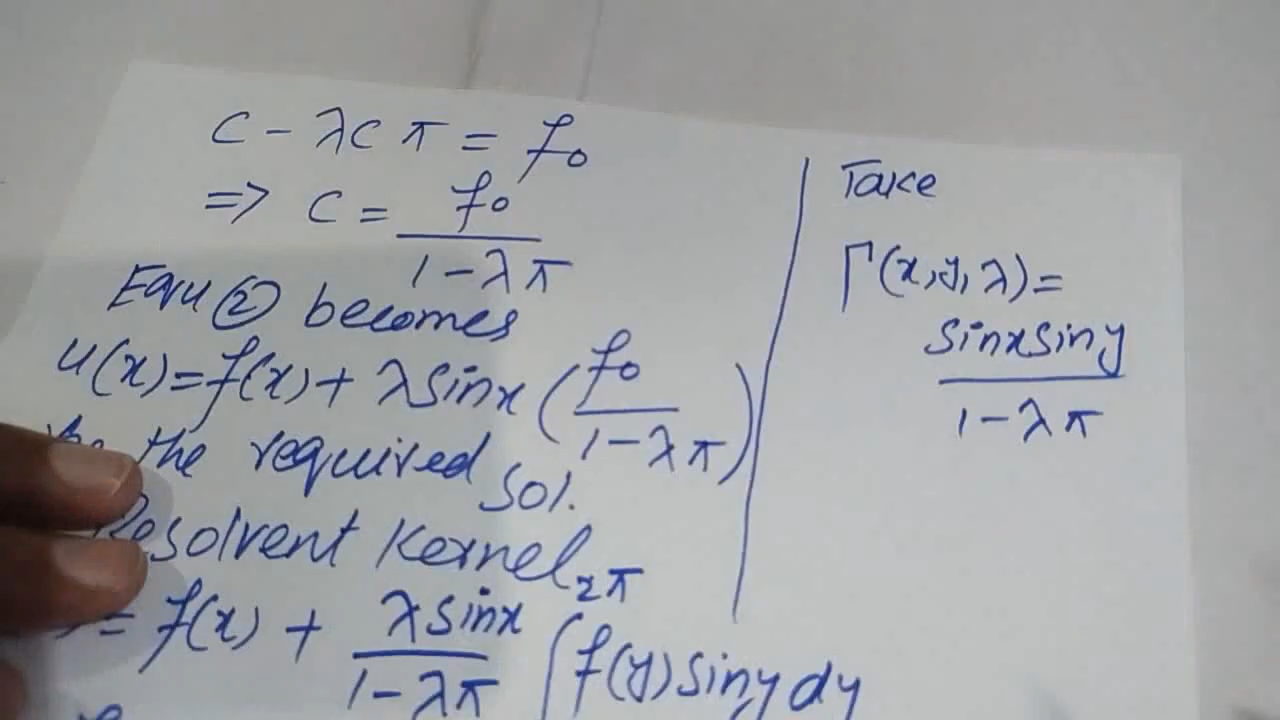 C - λC π = f₀
⇒ C = f₀ / (1 - λπ)
Equ ② becomes
u(x) = f(x) + λ sinx (f₀ / (1 - λπ))
the required sol.
Resolvent Kernel
= f(x) + (λ sinx / (1 - λπ)) ∫ 2π f(y) siny dy
Take
Γ(x, y, λ) =
sinx siny / (1 - λπ)